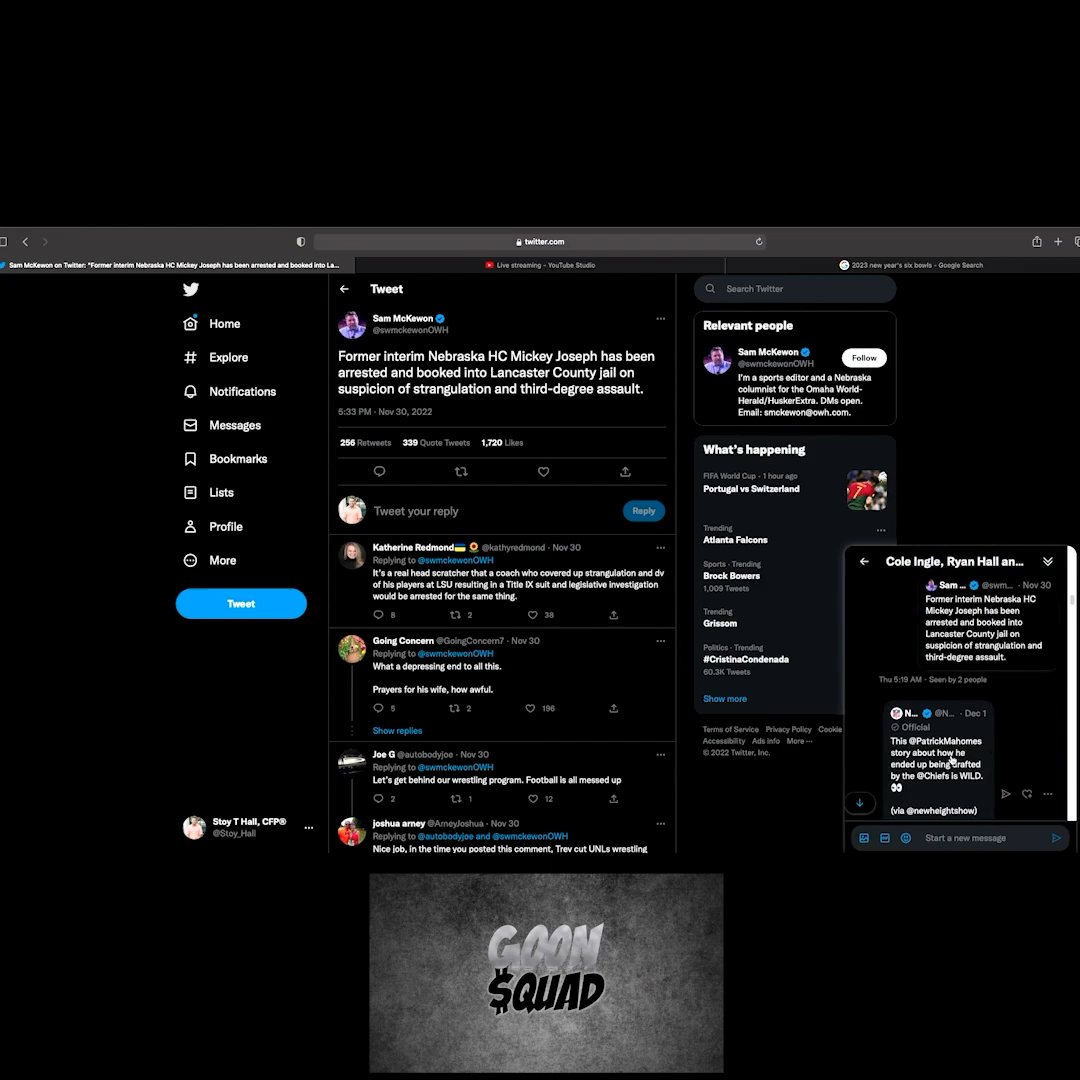 twitter.com
Sam McKewon on Twitter: "Former interim Nebraska HC Mickey Joseph has been arrested and booked into La...
Live streaming - YouTube Studio
2023 new year's six bowls - Google Search
Home
Explore
Notifications
Messages
Bookmarks
Lists
Profile
More
Tweet
Stoy T Hall, CFP®
@Stoy_Hall
Tweet
Sam McKewon
@swmckewonOWH
Former interim Nebraska HC Mickey Joseph has been
arrested and booked into Lancaster County jail on
suspicion of strangulation and third-degree assault.
5:33 PM · Nov 30, 2022
256 Retweets 339 Quote Tweets 1,720 Likes
Tweet your reply
Reply
Katherine Redmond @kathyredmond · Nov 30
Replying to @swmckewonOWH
It's a real head scratcher that a coach who covered up strangulation and dv
of his players at LSU resulting in a Title IX suit and legislative investigation
would be arrested for the same thing.
8 2 38
Going Concern @GoingConcern7 · Nov 30
Replying to @swmckewonOWH
What a depressing end to all this.
Prayers for his wife, how awful.
5 2 196
Show replies
Joe G @autobodyjoe · Nov 30
Replying to @swmckewonOWH
Let's get behind our wrestling program. Football is all messed up
2 1 12
joshua arney @ArneyJoshua · Nov 30
Replying to @autobodyjoe and @swmckewonOWH
Nice job, in the time you posted this comment, Trev cut UNLs wrestling
Search Twitter
Relevant people
Sam McKewon
@swmckewonOWH
Follow
I'm a sports editor and a Nebraska
columnist for the Omaha World-
Herald/HuskerExtra. DMs open.
Email: smckewon@owh.com.
What's happening
FIFA World Cup · 1 hour ago
Portugal vs Switzerland
Trending
Atlanta Falcons
Sports · Trending
Brock Bowers
1,009 Tweets
Trending
Grissom
Politics · Trending
#CristinaCondenada
60.3K Tweets
Show more
Terms of Service Privacy Policy Cookie
Accessibility Ads info More ···
© 2022 Twitter, Inc.
Cole Ingle, Ryan Hall an...
Sam ... @swm... · Nov 30
Former interim Nebraska HC
Mickey Joseph has been
arrested and booked into
Lancaster County jail on
suspicion of strangulation and
third-degree assault.
Thu 5:19 AM · Seen by 2 people
N... @N... · Dec 1
Official
This @PatrickMahomes
story about how he
ended up being drafted
by the @Chiefs is WILD.
(via @newheightshow)
Start a new message
GOON
$QUAD